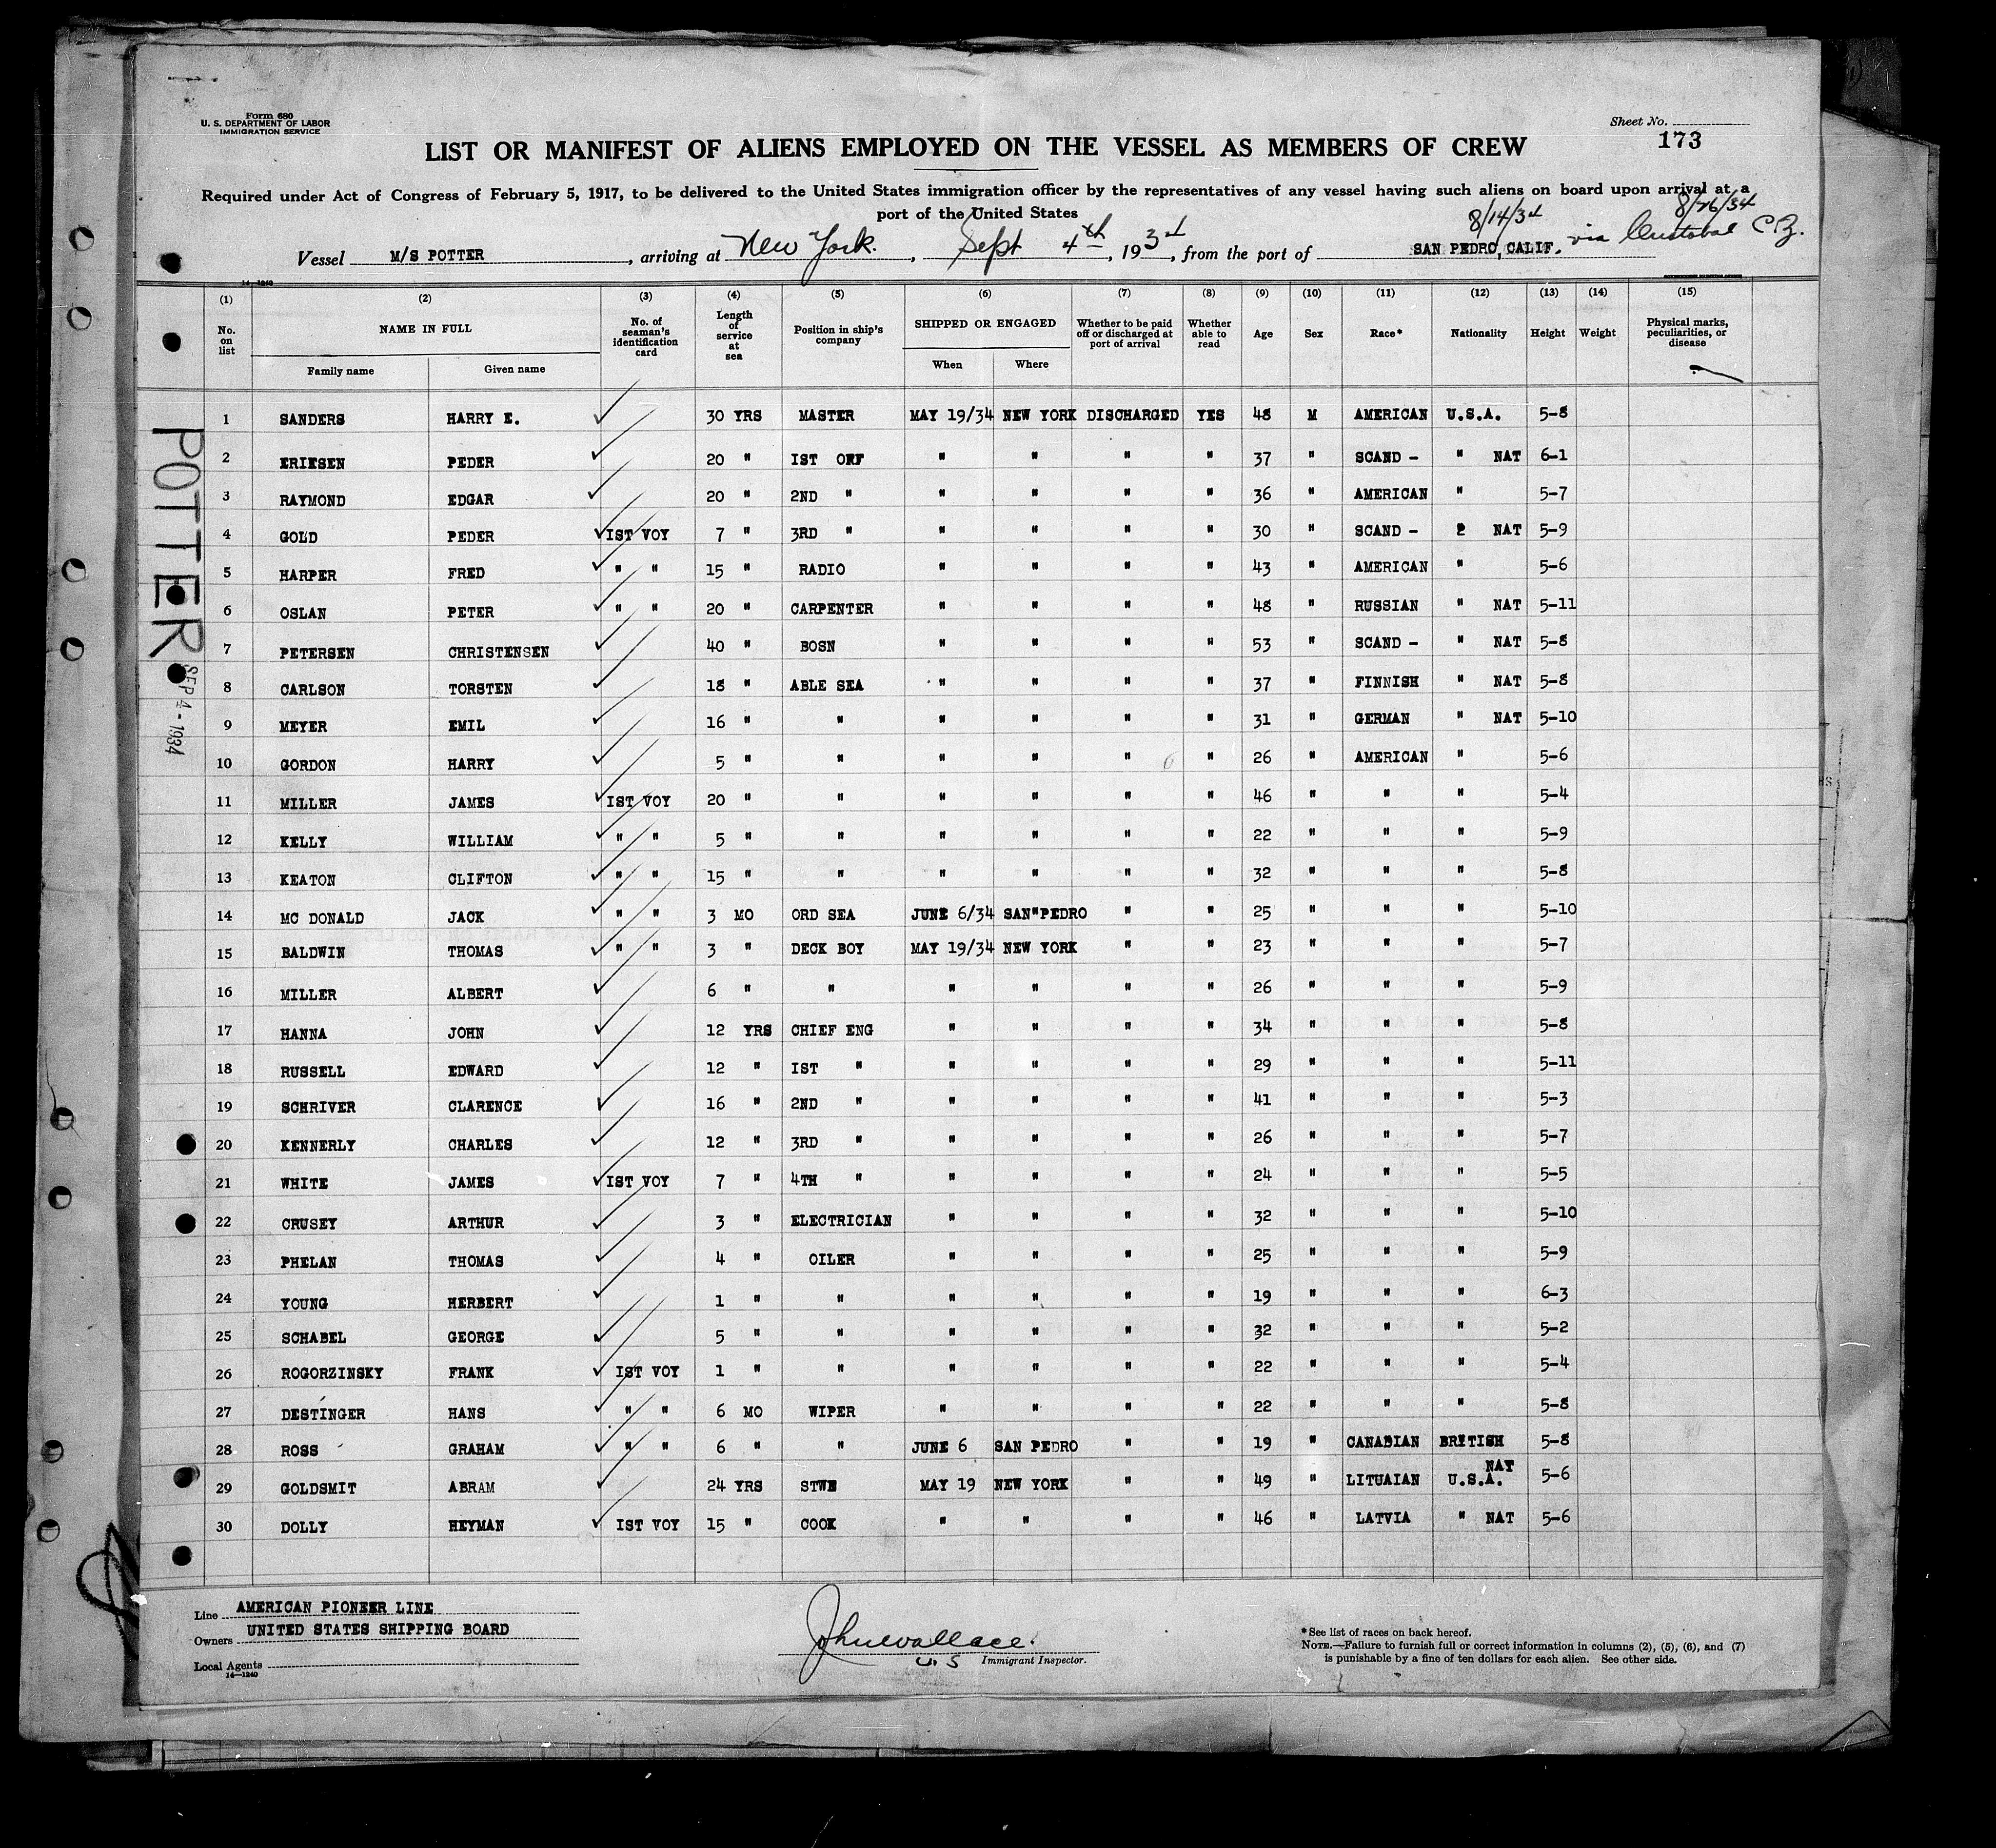 Form 680
U. S. DEPARTMENT OF LABOR
IMMIGRATION SERVICE
Sheet No.
173
LIST OR MANIFEST OF ALIENS EMPLOYED ON THE VESSEL AS MEMBERS OF CREW
Required under Act of Congress of February 5, 1917, to be delivered to the United States immigration officer by the representatives of any vessel having such aliens on board upon arrival at a
port of the United States
8/14/34 8/26/34
Vessel M/S POTTER, arriving at New York., Sept 4th, 1934, from the port of SAN PEDRO, CALIF. via Cristobal C.Z.
14-1240
(1) (2) (3) (4) (5) (6) (7) (8) (9) (10) (11) (12) (13) (14) (15)
No. on list NAME IN FULL Family name Given name No. of seaman's identification card Length of service at sea Position in ship's company SHIPPED OR ENGAGED When Where Whether to be paid off or discharged at port of arrival Whether able to read Age Sex Race* Nationality Height Weight Physical marks, peculiarities, or disease
1 SANDERS HARRY E. 30 YRS MASTER MAY 19/34 NEW YORK DISCHARGED YES 48 M AMERICAN U.S.A. 5-8
2 ERIESEN PEDER 20 " IST OFF " " " " 37 " SCAND - " NAT 6-1
3 RAYMOND EDGAR 20 " 2ND " " " " " 36 " AMERICAN " 5-7
4 GOLD PEDER IST VOY 7 " 3RD " " " " " 30 " SCAND - 2 NAT 5-9
5 HARPER FRED " " 15 " RADIO " " " " 43 " AMERICAN " 5-6
6 OSLAN PETER " " 20 " CARPENTER " " " " 48 " RUSSIAN " NAT 5-11
7 PETERSEN CHRISTENSEN 40 " BOSN " " " " 53 " SCAND - " NAT 5-8
8 CARLSON TORSTEN 18 " ABLE SEA " " " " 37 " FINNISH " NAT 5-8
9 MEYER EMIL 16 " " " " " " 31 " GERMAN " NAT 5-10
10 GORDON HARRY 5 " " " " " " 26 " AMERICAN " 5-6
11 MILLER JAMES IST VOY 20 " " " " " " 46 " " " 5-4
12 KELLY WILLIAM " " 5 " " " " " " 22 " " " 5-9
13 KEATON CLIFTON " " 15 " " " " " " 32 " " " 5-8
14 MC DONALD JACK " " 3 MO ORD SEA JUNE 6/34 SAN"PEDRO " " 25 " " " 5-10
15 BALDWIN THOMAS " " 3 " DECK BOY MAY 19/34 NEW YORK " " 23 " " " 5-7
16 MILLER ALBERT 6 " " " " " " 26 " " " 5-9
17 HANNA JOHN 12 YRS CHIEF ENG " " " " 34 " " " 5-8
18 RUSSELL EDWARD 12 " IST " " " " " 29 " " " 5-11
19 SCHRIVER CLARENCE 16 " 2ND " " " " " 41 " " " 5-3
20 KENNERLY CHARLES 12 " 3RD " " " " " 26 " " " 5-7
21 WHITE JAMES IST VOY 7 " 4TH " " " " " 24 " " " 5-5
22 CRUSEY ARTHUR 3 " ELECTRICIAN " " " " 32 " " " 5-10
23 PHELAN THOMAS 4 " OILER " " " " 25 " " " 5-9
24 YOUNG HERBERT 1 " " " " " " 19 " " " 6-3
25 SCHABEL GEORGE 5 " " " " " " 32 " " " 5-2
26 ROGORZINSKY FRANK IST VOY 1 " " " " " " 22 " " " 5-4
27 DESTINGER HANS " " 6 MO WIPER " " " " 22 " " " 5-8
28 ROSS GRAHAM " " 6 " " JUNE 6 SAN PEDRO " " 19 " CANADIAN BRITISH 5-8
29 GOLDSMIT ABRAM 24 YRS STWE MAY 19 NEW YORK " " 49 " LITUAIAN U.S.A. NAT 5-6
30 DOLLY HEYMAN IST VOY 15 " COOK " " " " 46 " LATVIA " NAT 5-6
POTTER
SEP 4 - 1934
Line AMERICAN PIONEER LINE
Owners UNITED STATES SHIPPING BOARD
Local Agents
14-1240
John Wallace.
U. S Immigrant Inspector.
*See list of races on back hereof.
NOTE.—Failure to furnish full or correct information in columns (2), (5), (6), and (7)
is punishable by a fine of ten dollars for each alien. See other side.